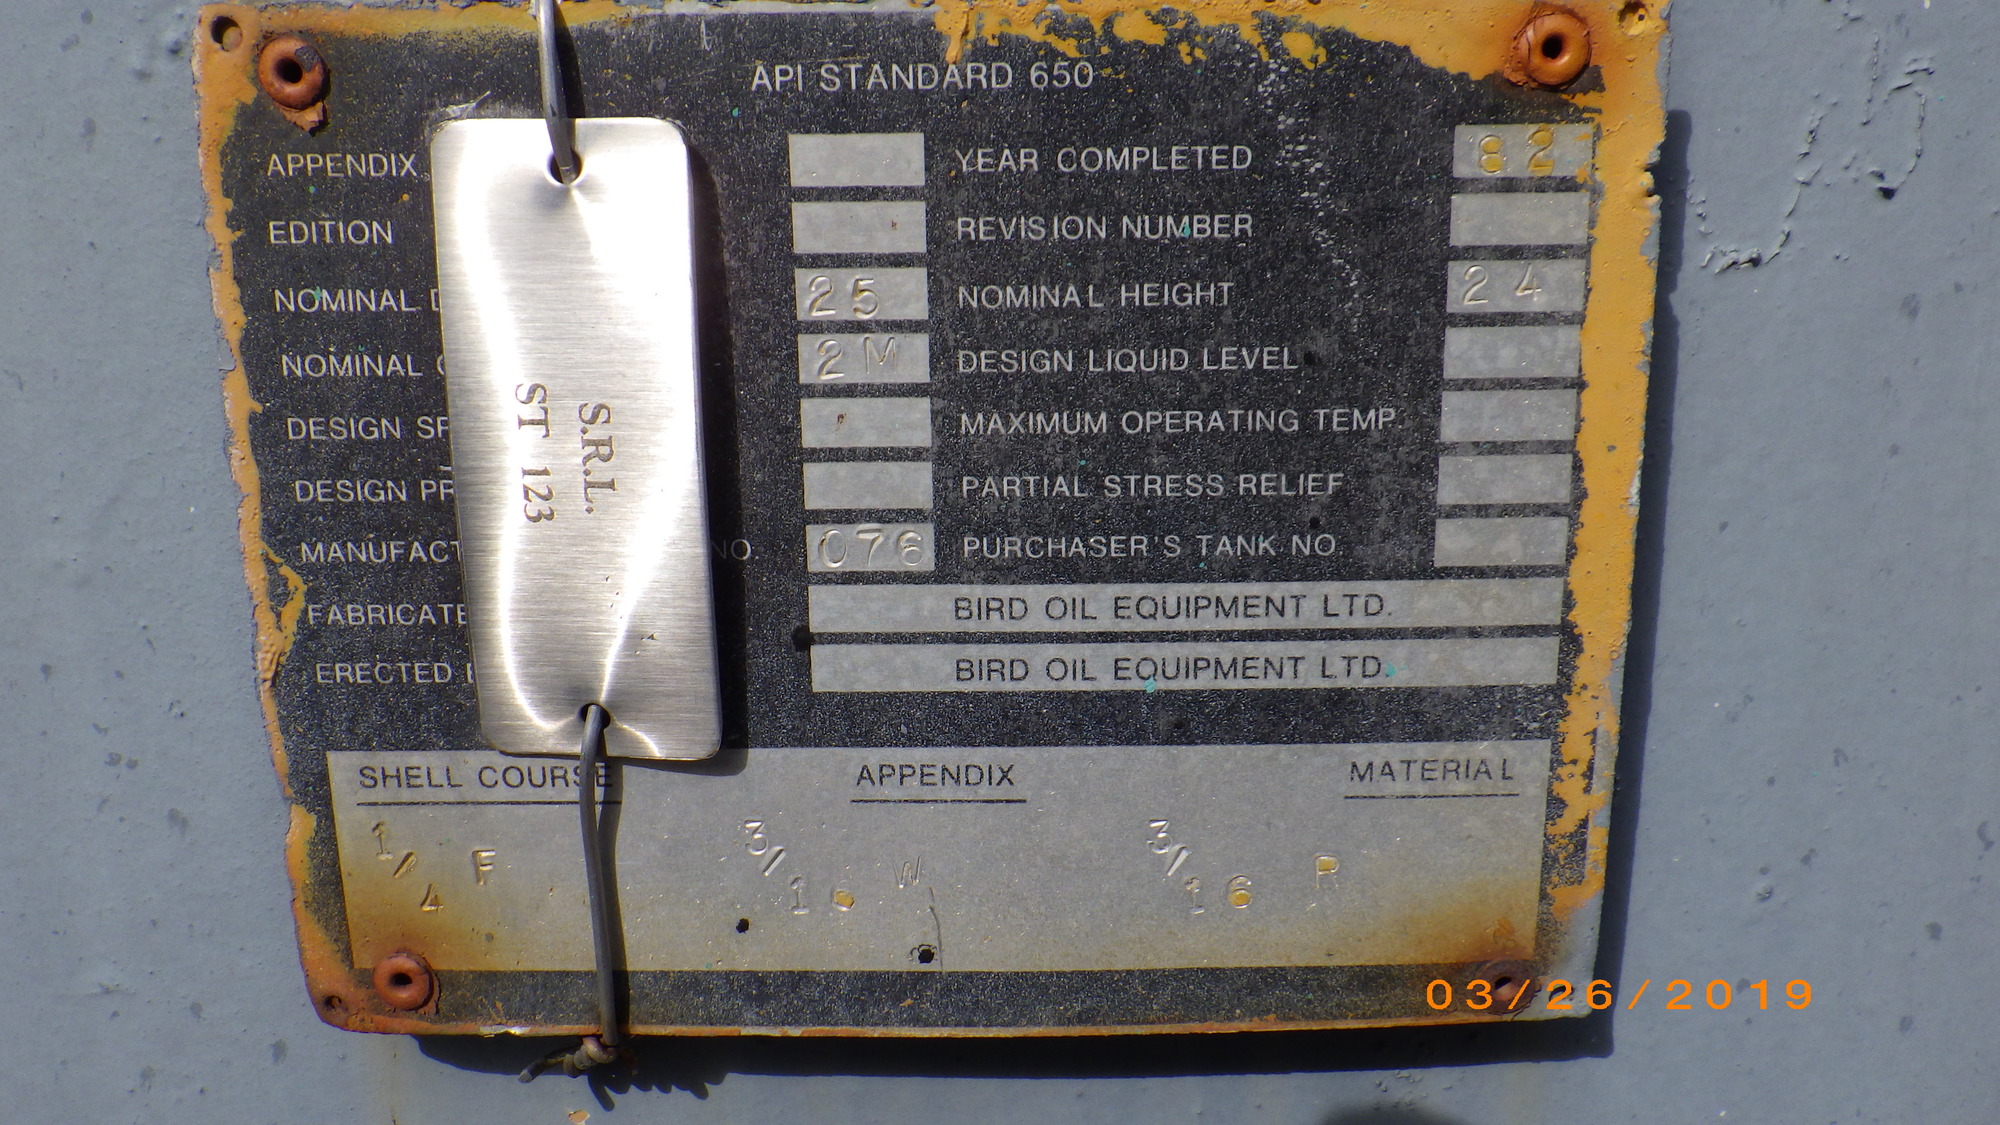 API STANDARD 650
APPENDIX
YEAR COMPLETED 82
EDITION
REVISION NUMBER
NOMINAL D
25
NOMINAL HEIGHT 24
NOMINAL
2M
DESIGN LIQUID LEVEL
DESIGN SP
MAXIMUM OPERATING TEMP.
DESIGN PR
PARTIAL STRESS RELIEF
MANUFACT
NO.
076
PURCHASER'S TANK NO.
FABRICATE
BIRD OIL EQUIPMENT LTD.
ERECTED
BIRD OIL EQUIPMENT LTD.
S.R.L.
ST 1123
SHELL COURSE APPENDIX MATERIAL
1/4 F 3/16 W 3/16 R
03/26/2019